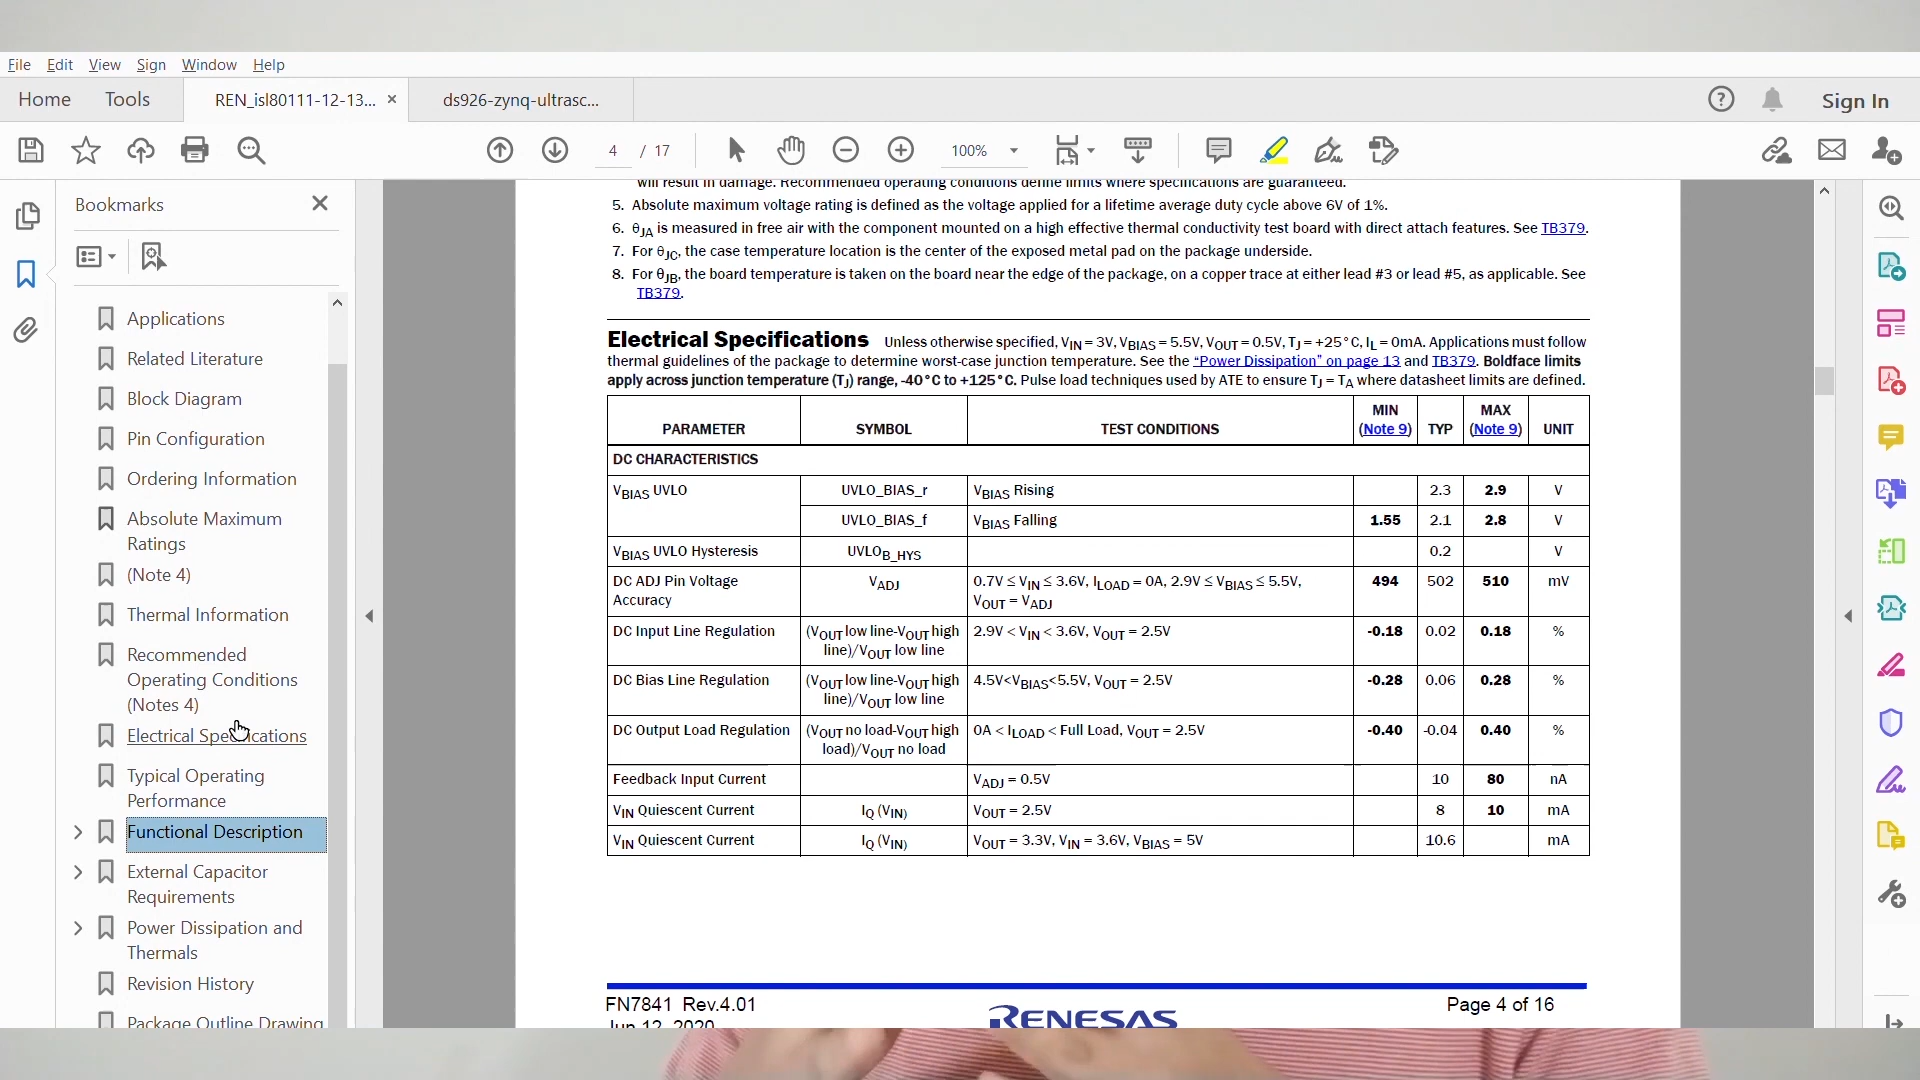 File Edit View Sign Window Help
Home Tools REN_isl80111-12-13... × ds926-zynq-ultrasc... Sign In
4 / 17 100%
Bookmarks
Applications
Related Literature
Block Diagram
Pin Configuration
Ordering Information
Absolute Maximum
Ratings
(Note 4)
Thermal Information
Recommended
Operating Conditions
(Notes 4)
Electrical Specifications
Typical Operating
Performance
Functional Description
External Capacitor
Requirements
Power Dissipation and
Thermals
Revision History
Package Outline Drawing
will result in damage. Recommended operating conditions define limits where specifications are guaranteed.
5. Absolute maximum voltage rating is defined as the voltage applied for a lifetime average duty cycle above 6V of 1%.
6. θJA is measured in free air with the component mounted on a high effective thermal conductivity test board with direct attach features. See TB379.
7. For θJC, the case temperature location is the center of the exposed metal pad on the package underside.
8. For θJB, the board temperature is taken on the board near the edge of the package, on a copper trace at either lead #3 or lead #5, as applicable. See
TB379.
Electrical Specifications Unless otherwise specified, VIN = 3V, VBIAS = 5.5V, VOUT = 0.5V, TJ = +25°C, IL = 0mA. Applications must follow
thermal guidelines of the package to determine worst-case junction temperature. See the “Power Dissipation” on page 13 and TB379. Boldface limits
apply across junction temperature (TJ) range, -40°C to +125°C. Pulse load techniques used by ATE to ensure TJ = TA where datasheet limits are defined.
PARAMETER SYMBOL TEST CONDITIONS MIN (Note 9) TYP MAX (Note 9) UNIT
DC CHARACTERISTICS
VBIAS UVLO UVLO_BIAS_r VBIAS Rising 2.3 2.9 V
UVLO_BIAS_f VBIAS Falling 1.55 2.1 2.8 V
VBIAS UVLO Hysteresis UVLOB_HYS 0.2 V
DC ADJ Pin Voltage VADJ 0.7V ≤ VIN ≤ 3.6V, ILOAD = 0A, 2.9V ≤ VBIAS ≤ 5.5V, 494 502 510 mV
Accuracy VOUT = VADJ
DC Input Line Regulation (VOUT low line-VOUT high 2.9V < VIN < 3.6V, VOUT = 2.5V -0.18 0.02 0.18 %
line)/VOUT low line
DC Bias Line Regulation (VOUT low line-VOUT high 4.5V<VBIAS<5.5V, VOUT = 2.5V -0.28 0.06 0.28 %
line)/VOUT low line
DC Output Load Regulation (VOUT no load-VOUT high 0A < ILOAD < Full Load, VOUT = 2.5V -0.40 -0.04 0.40 %
load)/VOUT no load
Feedback Input Current VADJ = 0.5V 10 80 nA
VIN Quiescent Current IQ (VIN) VOUT = 2.5V 8 10 mA
VIN Quiescent Current IQ (VIN) VOUT = 3.3V, VIN = 3.6V, VBIAS = 5V 10.6 mA
FN7841 Rev.4.01 RENESAS Page 4 of 16
Jun 12, 2020